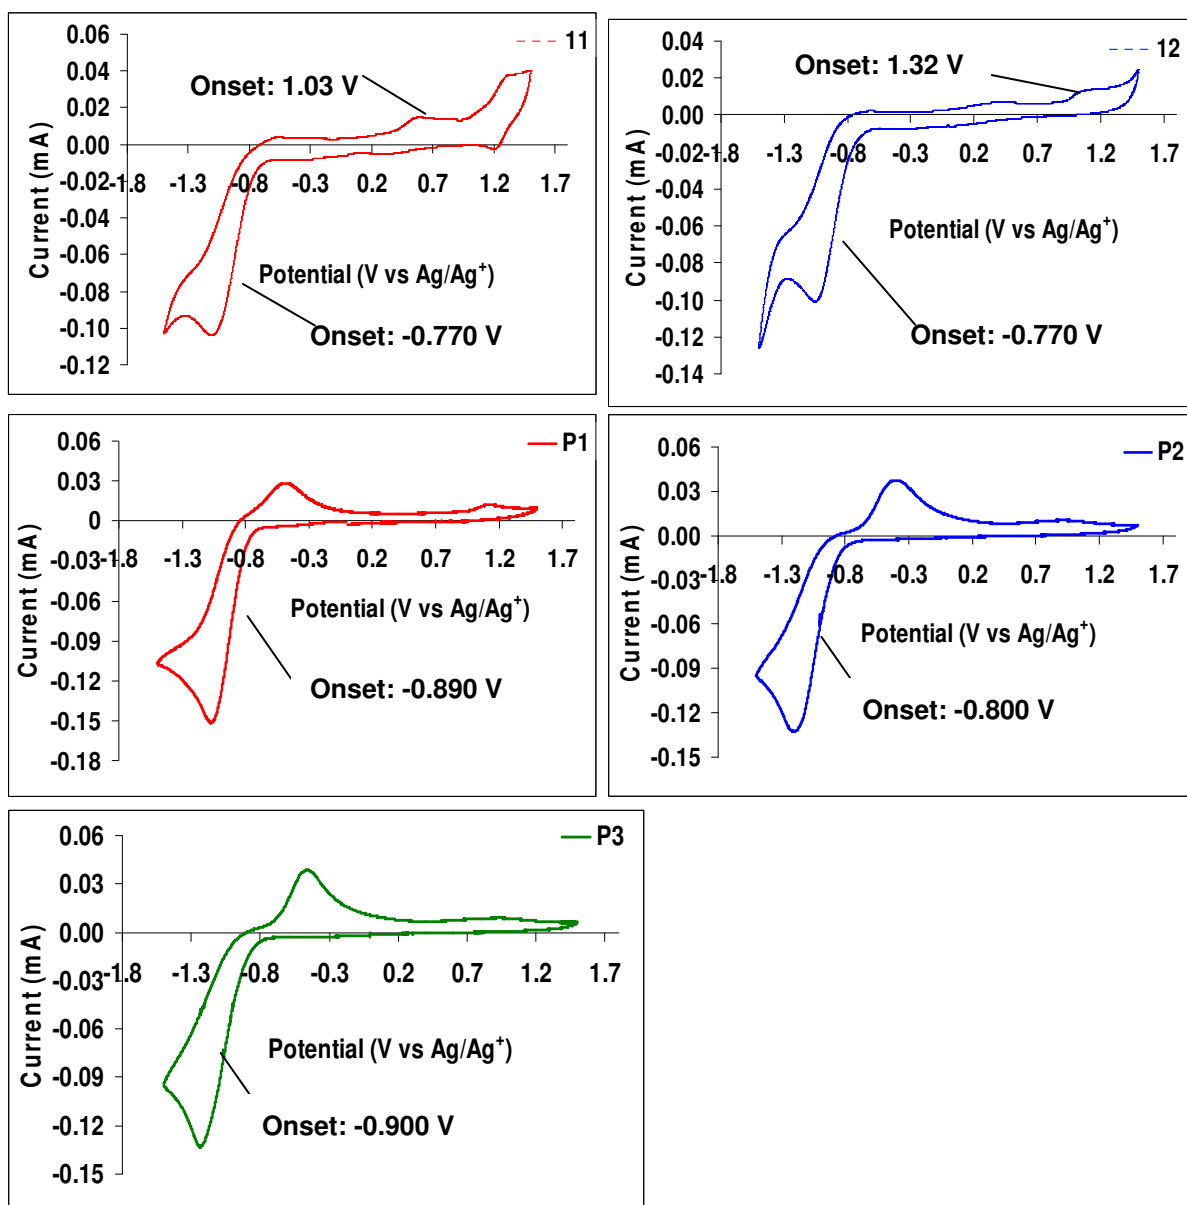 0.06
11
0.04
Onset: 1.03 V
0.02
0.00
-1.8 -1.3 -0.8 -0.3 0.2 0.7 1.2 1.7
-0.02
-0.04
-0.06
Potential (V vs Ag/Ag+)
-0.08
-0.10
Onset: -0.770 V
-0.12
Current (mA)
0.04
12
Onset: 1.32 V
0.02
0.00
-1.8 -1.3 -0.8 -0.3 0.2 0.7 1.2 1.7
-0.02
-0.04
-0.06
Potential (V vs Ag/Ag+)
-0.08
-0.10
-0.12
Onset: -0.770 V
-0.14
Current (mA)
0.06
P1
0.03
0
-1.8 -1.3 -0.8 -0.3 0.2 0.7 1.2 1.7
-0.03
-0.06
Potential (V vs Ag/Ag+)
-0.09
-0.12
Onset: -0.890 V
-0.15
-0.18
Current (mA)
0.06
P2
0.03
0.00
-1.8 -1.3 -0.8 -0.3 0.2 0.7 1.2 1.7
-0.03
-0.06
Potential (V vs Ag/Ag+)
-0.09
Onset: -0.800 V
-0.12
-0.15
Current (mA)
0.06
P3
0.03
0.00
-1.8 -1.3 -0.8 -0.3 0.2 0.7 1.2 1.7
-0.03
-0.06
Potential (V vs Ag/Ag+)
-0.09
-0.12
Onset: -0.900 V
-0.15
Current (mA)